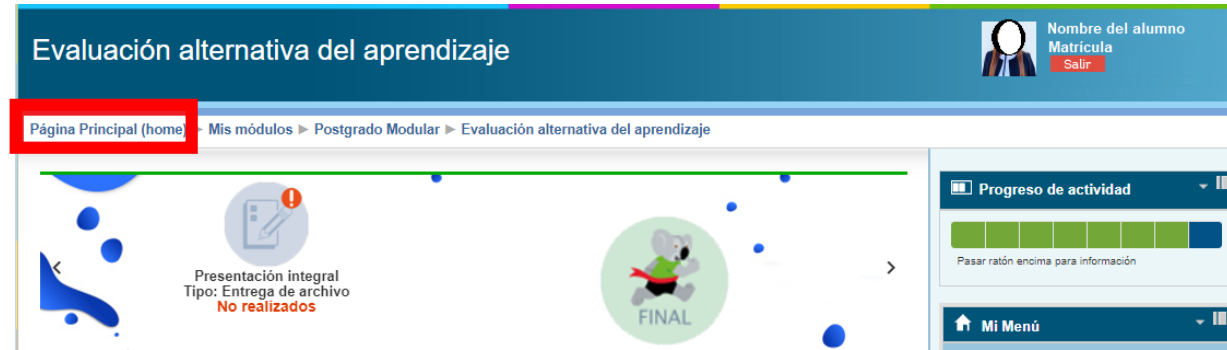 Evaluación alternativa del aprendizaje
Nombre del alumno
Matrícula
Salir
Página Principal (home) ► Mis módulos ► Postgrado Modular ► Evaluación alternativa del aprendizaje
Presentación integral
Tipo: Entrega de archivo
No realizados
FINAL
Progreso de actividad
Pasar ratón encima para información
Mi Menú